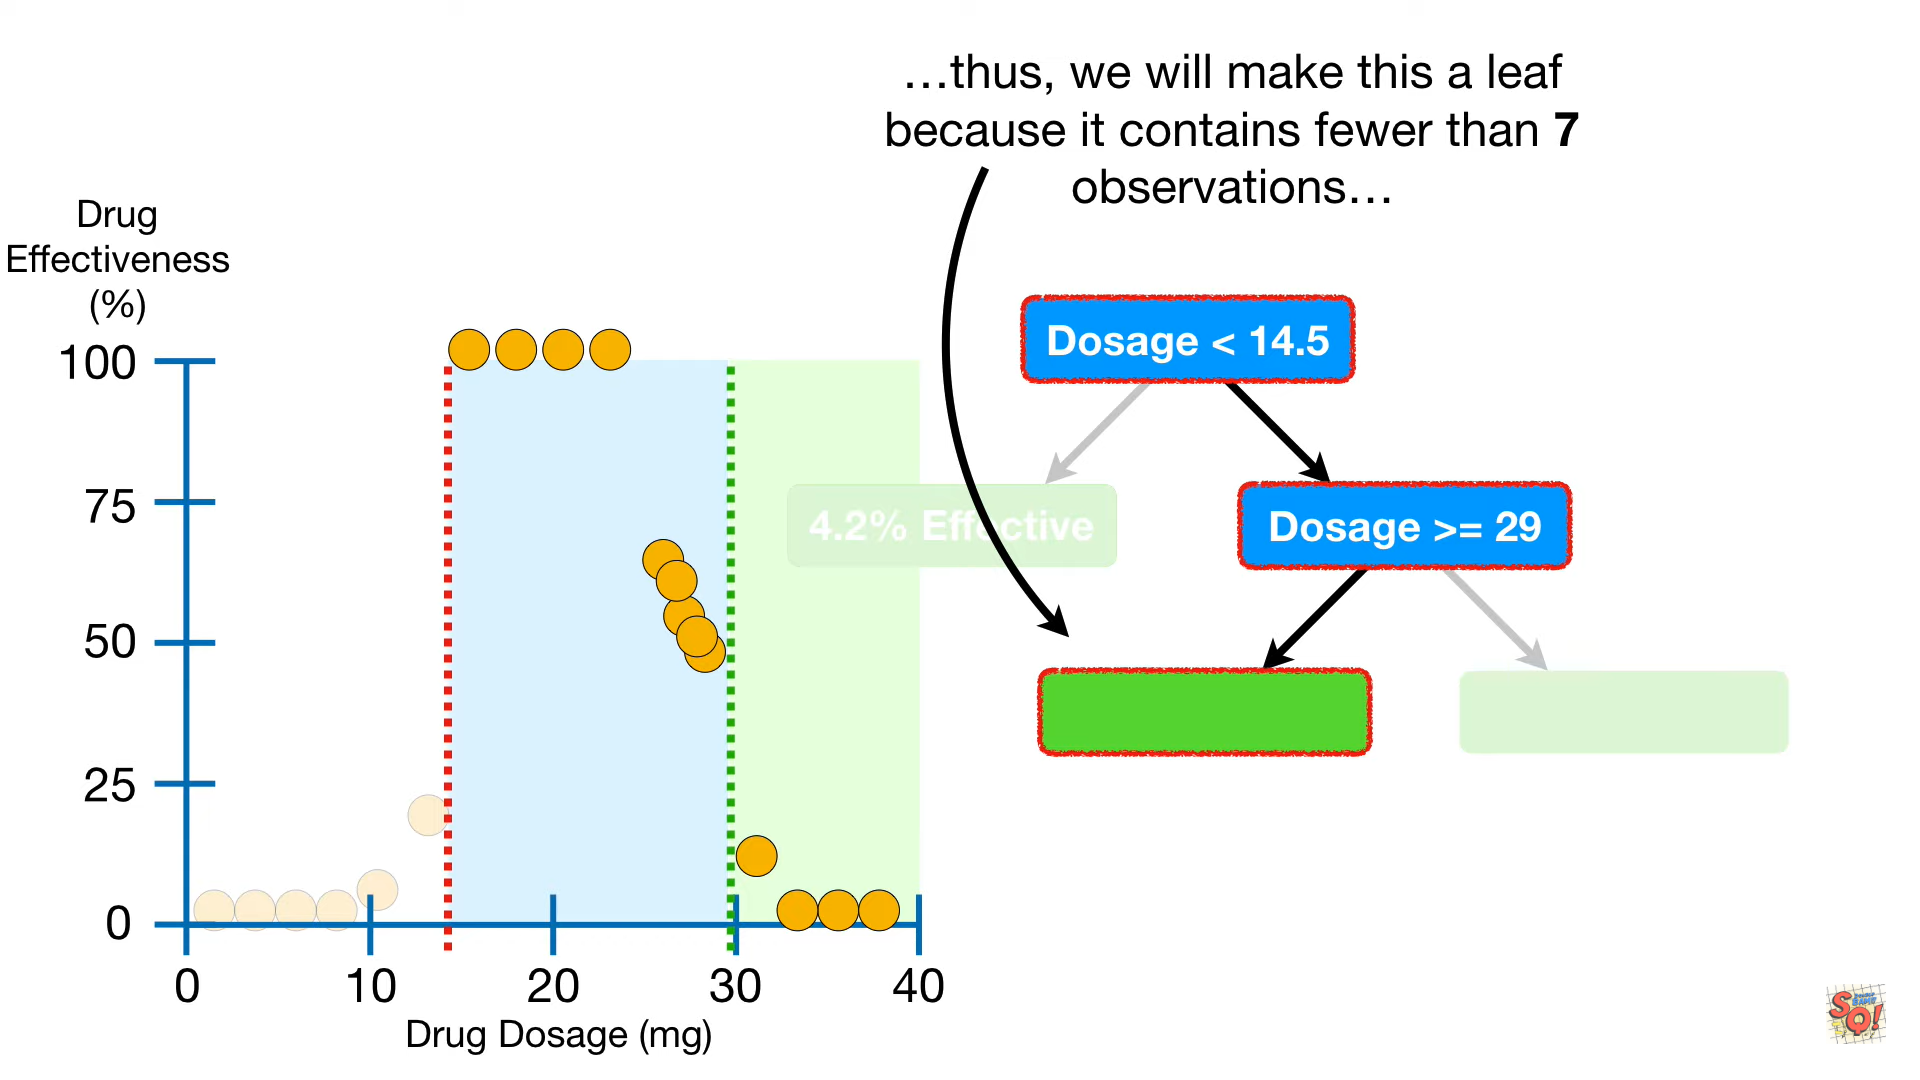 …thus, we will make this a leaf
because it contains fewer than 7
observations…
Drug
Effectiveness
(%)
100
75
50
25
0
0 10 20 30 40
Drug Dosage (mg)
Dosage < 14.5
4.2% Effective
Dosage >= 29